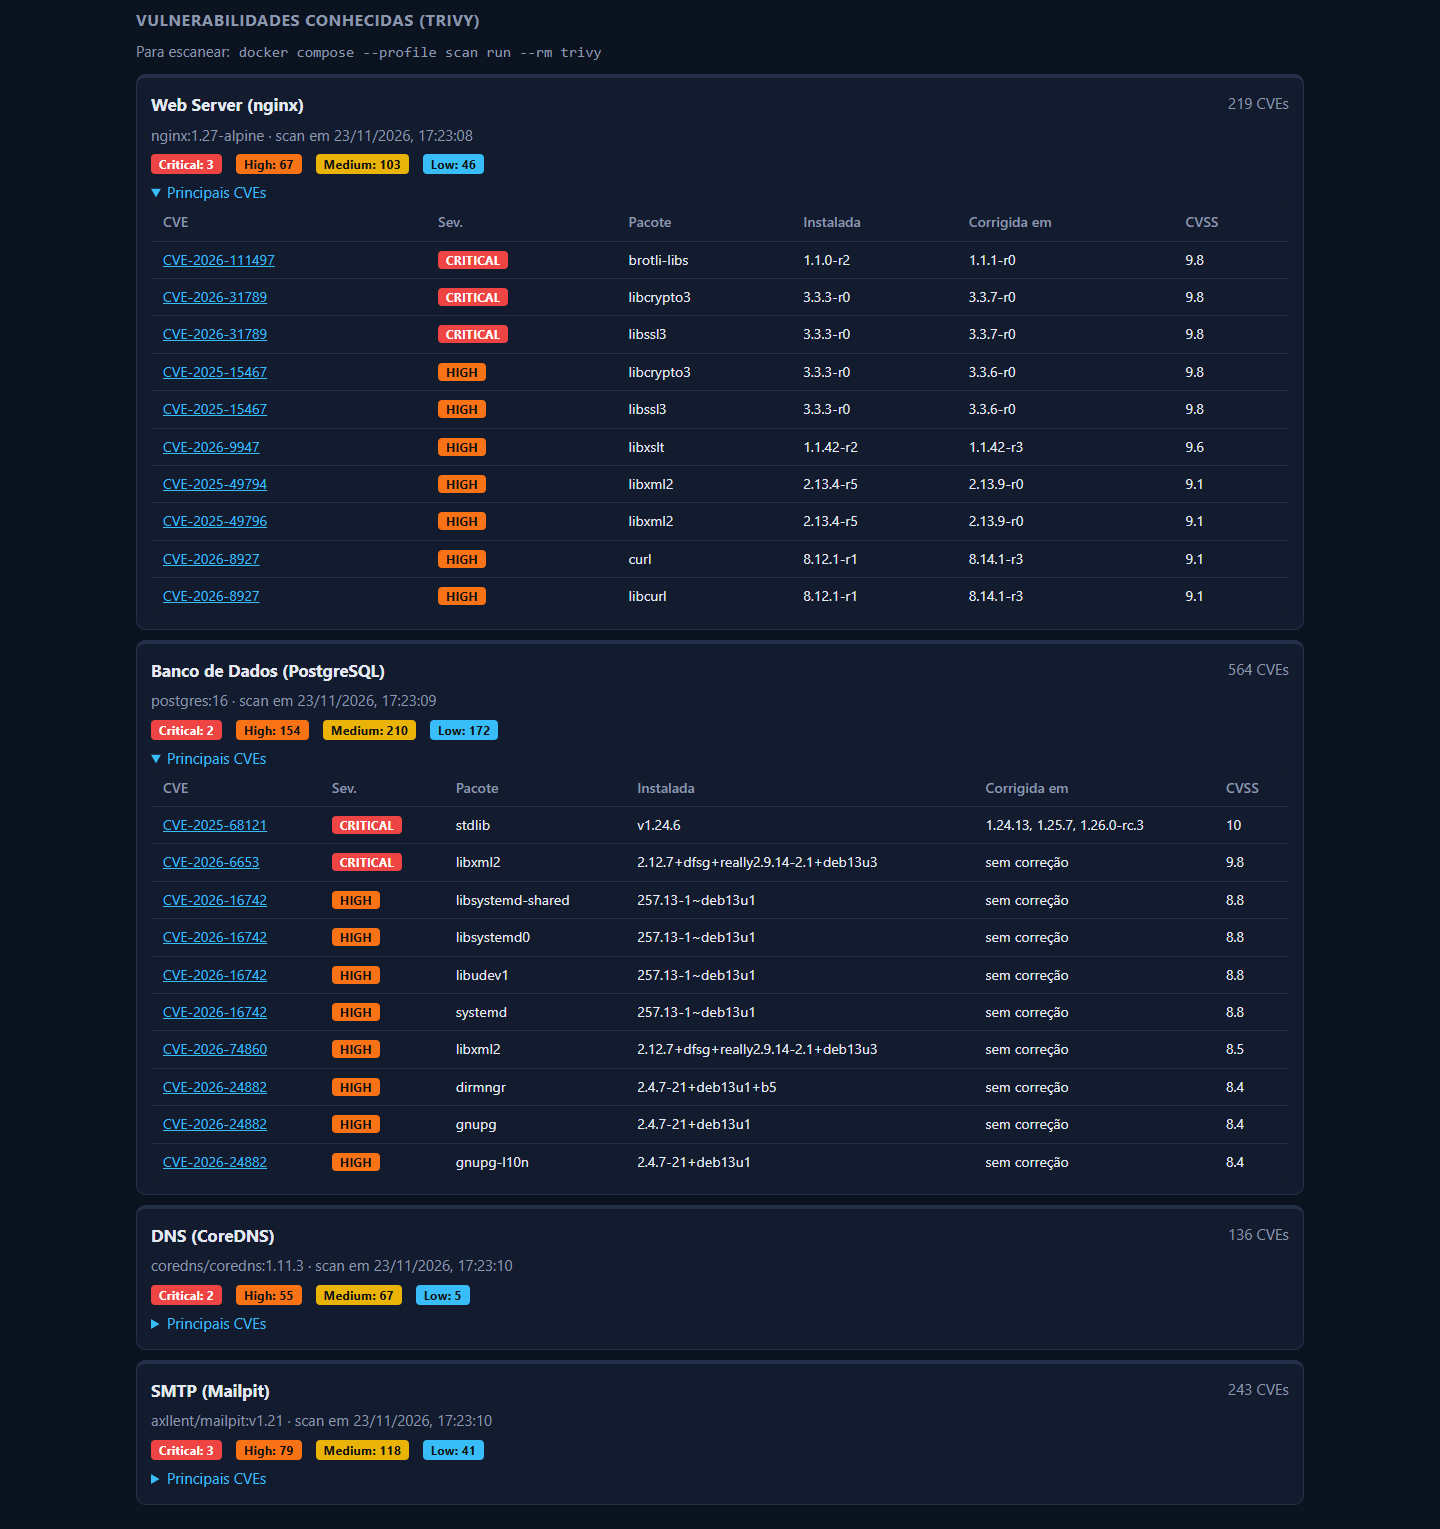 VULNERABILIDADES CONHECIDAS (TRIVY)
Para escanear: docker compose --profile scan run --rm trivy
Web Server (nginx) 219 CVEs
nginx:1.27-alpine · scan em 23/11/2026, 17:23:08
Critical: 3 High: 67 Medium: 103 Low: 46
▼ Principais CVEs
CVE Sev. Pacote Instalada Corrigida em CVSS
CVE-2026-111497 CRITICAL brotli-libs 1.1.0-r2 1.1.1-r0 9.8
CVE-2026-31789 CRITICAL libcrypto3 3.3.3-r0 3.3.7-r0 9.8
CVE-2026-31789 CRITICAL libssl3 3.3.3-r0 3.3.7-r0 9.8
CVE-2025-15467 HIGH libcrypto3 3.3.3-r0 3.3.6-r0 9.8
CVE-2025-15467 HIGH libssl3 3.3.3-r0 3.3.6-r0 9.8
CVE-2026-9947 HIGH libxslt 1.1.42-r2 1.1.42-r3 9.6
CVE-2025-49794 HIGH libxml2 2.13.4-r5 2.13.9-r0 9.1
CVE-2025-49796 HIGH libxml2 2.13.4-r5 2.13.9-r0 9.1
CVE-2026-8927 HIGH curl 8.12.1-r1 8.14.1-r3 9.1
CVE-2026-8927 HIGH libcurl 8.12.1-r1 8.14.1-r3 9.1
Banco de Dados (PostgreSQL) 564 CVEs
postgres:16 · scan em 23/11/2026, 17:23:09
Critical: 2 High: 154 Medium: 210 Low: 172
▼ Principais CVEs
CVE Sev. Pacote Instalada Corrigida em CVSS
CVE-2025-68121 CRITICAL stdlib v1.24.6 1.24.13, 1.25.7, 1.26.0-rc.3 10
CVE-2026-6653 CRITICAL libxml2 2.12.7+dfsg+really2.9.14-2.1+deb13u3 sem correção 9.8
CVE-2026-16742 HIGH libsystemd-shared 257.13-1~deb13u1 sem correção 8.8
CVE-2026-16742 HIGH libsystemd0 257.13-1~deb13u1 sem correção 8.8
CVE-2026-16742 HIGH libudev1 257.13-1~deb13u1 sem correção 8.8
CVE-2026-16742 HIGH systemd 257.13-1~deb13u1 sem correção 8.8
CVE-2026-74860 HIGH libxml2 2.12.7+dfsg+really2.9.14-2.1+deb13u3 sem correção 8.5
CVE-2026-24882 HIGH dirmngr 2.4.7-21+deb13u1+b5 sem correção 8.4
CVE-2026-24882 HIGH gnupg 2.4.7-21+deb13u1 sem correção 8.4
CVE-2026-24882 HIGH gnupg-l10n 2.4.7-21+deb13u1 sem correção 8.4
DNS (CoreDNS) 136 CVEs
coredns/coredns:1.11.3 · scan em 23/11/2026, 17:23:10
Critical: 2 High: 55 Medium: 67 Low: 5
▶ Principais CVEs
SMTP (Mailpit) 243 CVEs
axllent/mailpit:v1.21 · scan em 23/11/2026, 17:23:10
Critical: 3 High: 79 Medium: 118 Low: 41
▶ Principais CVEs